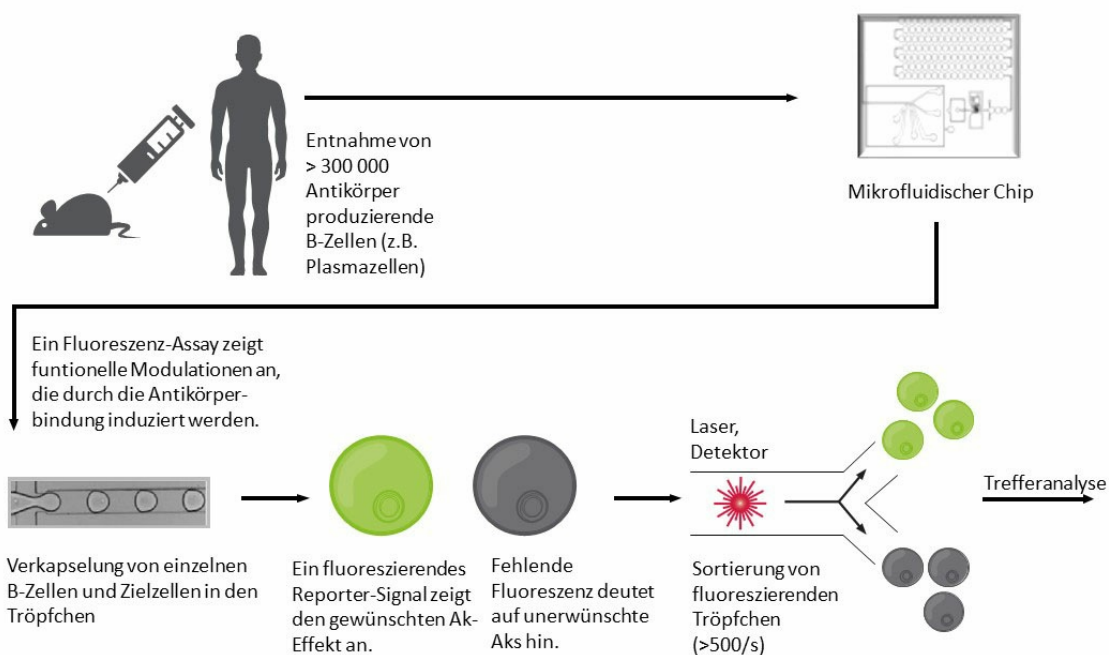 Entnahme von
> 300 000
Antikörper
produzierende
B-Zellen (z.B.
Plasmazellen)
Mikrofluidischer Chip
Ein Fluoreszenz-Assay zeigt
funtionelle Modulationen an,
die durch die Antikörper-
bindung induziert werden.
Laser,
Detektor
Trefferanalyse
Verkapselung von einzelnen
B-Zellen und Zielzellen in den
Tröpfchen
Ein fluoreszierendes
Reporter-Signal zeigt
den gewünschten Ak-
Effekt an.
Fehlende
Fluoreszenz deutet
auf unerwünschte
Aks hin.
Sortierung von
fluoreszierenden
Tröpfchen
(>500/s)